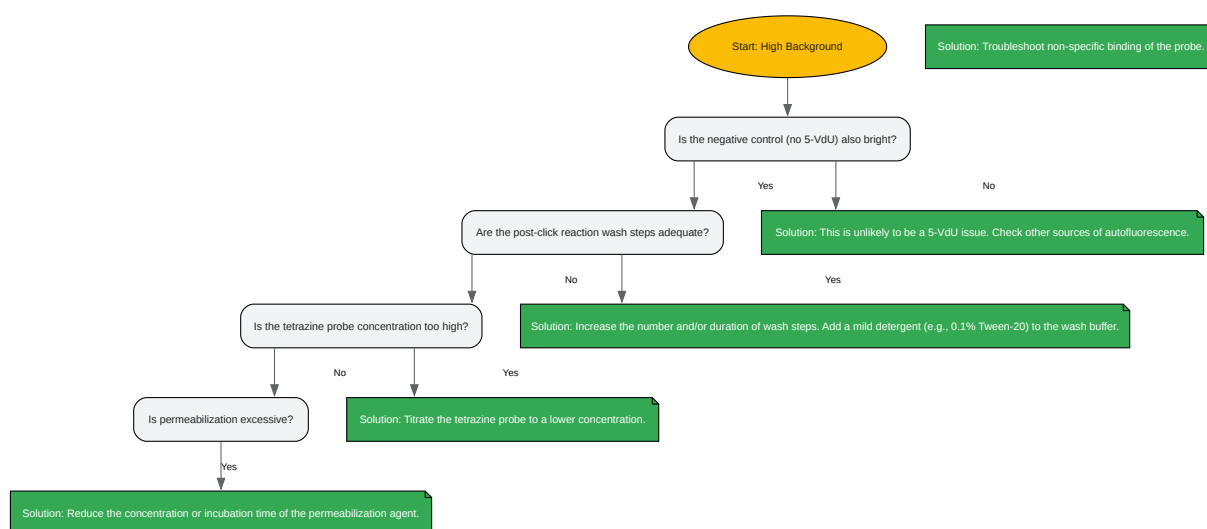 Start: High Background
Solution: Troubleshoot non-specific binding of the probe.
Is the negative control (no 5-VdU) also bright?
Yes
No
Are the post-click reaction wash steps adequate?
Solution: This is unlikely to be a 5-VdU issue. Check other sources of autofluorescence.
No
Yes
Is the tetrazine probe concentration too high?
Solution: Increase the number and/or duration of wash steps. Add a mild detergent (e.g., 0.1% Tween-20) to the wash buffer.
No
Yes
Is permeabilization excessive?
Solution: Titrate the tetrazine probe to a lower concentration.
Yes
Solution: Reduce the concentration or incubation time of the permeabilization agent.